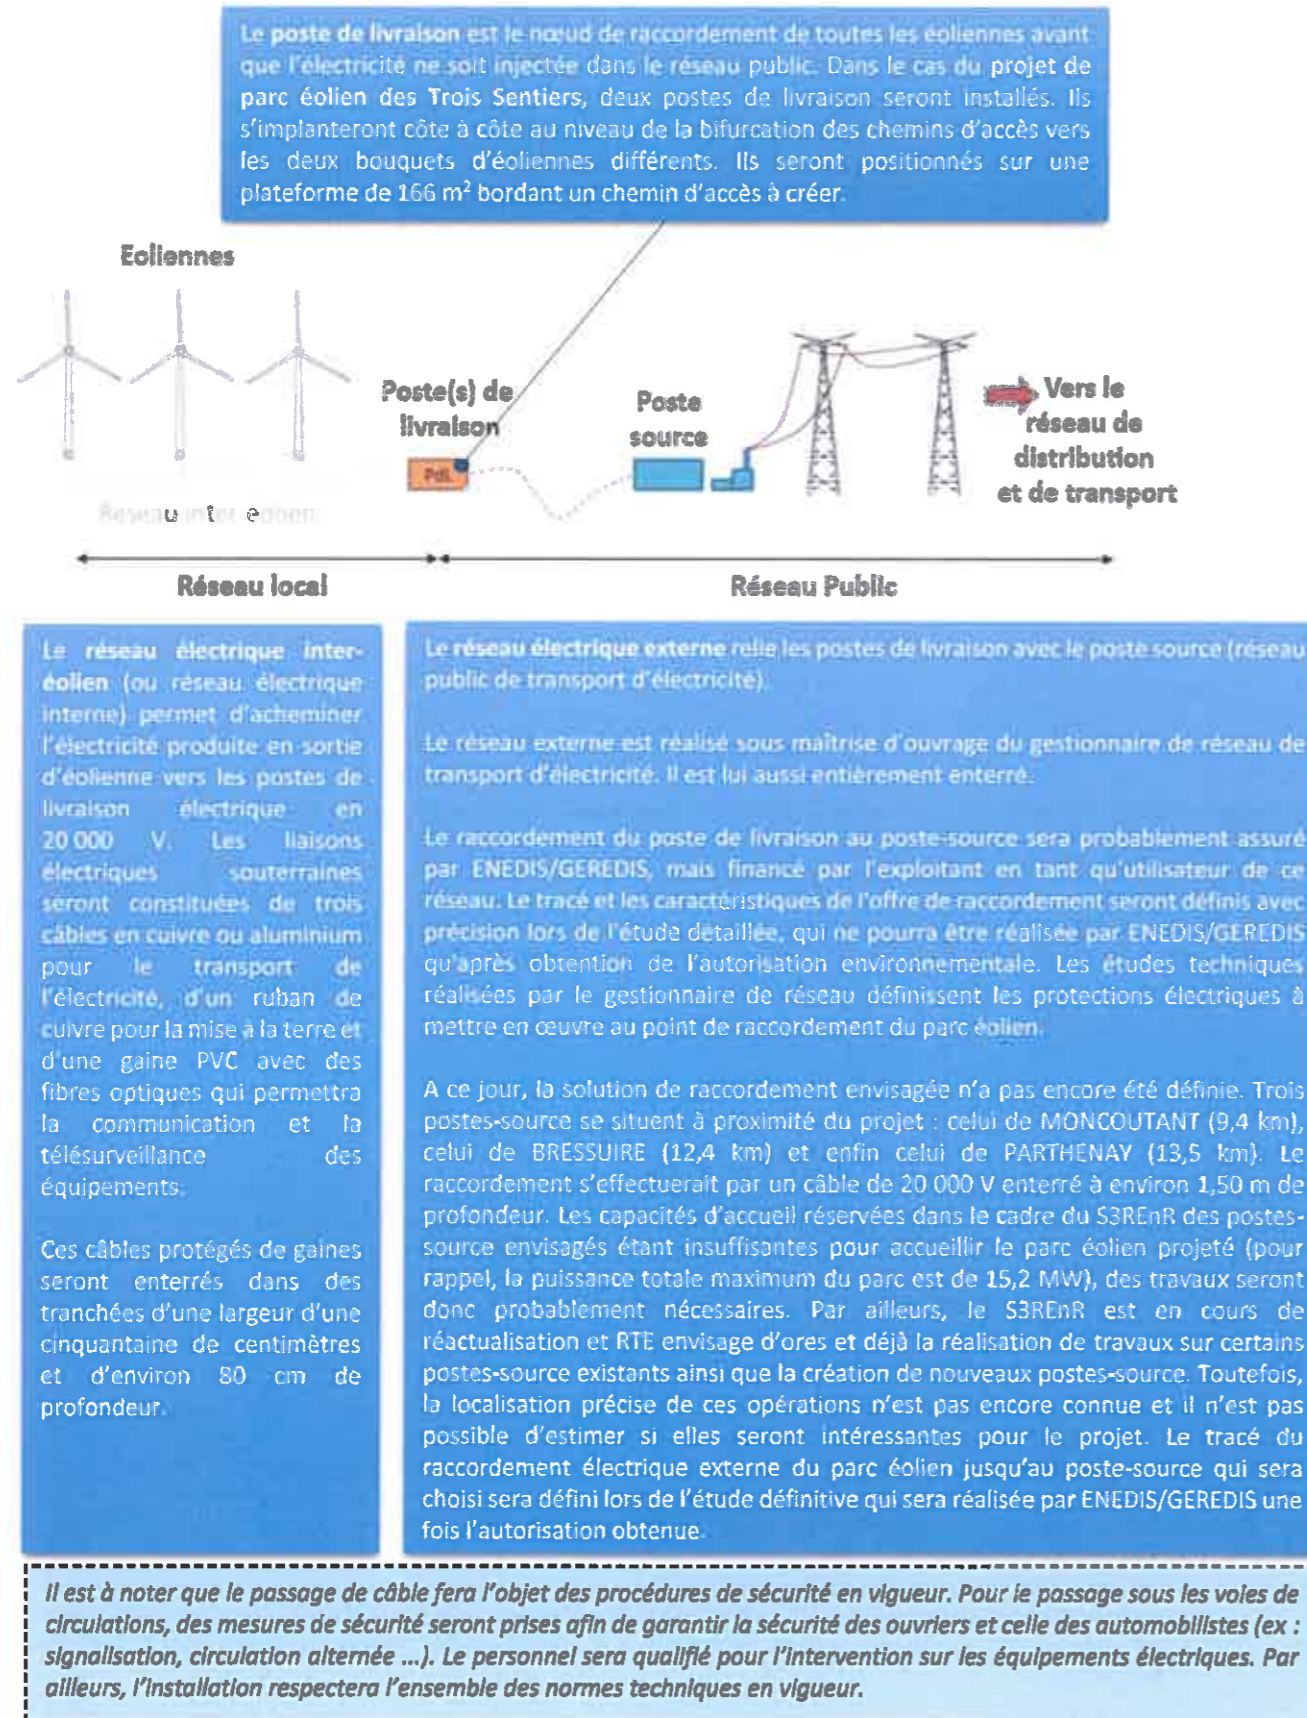 Le poste de livraison est le nœud de raccordement de toutes les éoliennes avant
que l'électricité ne soit injectée dans le réseau public. Dans le cas du projet de
parc éolien des Trois Sentiers, deux postes de livraison seront installés. Ils
s'implanteront côte à côte au niveau de la bifurcation des chemins d'accès vers
les deux bouquets d'éoliennes différents. Ils seront positionnés sur une
plateforme de 166 m² bordant un chemin d'accès à créer.
Eoliennes
Poste(s) de
livraison
PdL
Poste
source
Vers le
réseau de
distribution
et de transport
Réseau inter-éolien
Réseau local
Réseau Public
Le réseau électrique inter-
éolien (ou réseau électrique
interne) permet d'acheminer
l'électricité produite en sortie
d'éolienne vers les postes de
livraison électrique en
20 000 V. Les liaisons
électriques souterraines
seront constituées de trois
câbles en cuivre ou aluminium
pour le transport de
l'électricité, d'un ruban de
cuivre pour la mise à la terre et
d'une gaine PVC avec des
fibres optiques qui permettra
la communication et la
télésurveillance des
équipements.
Ces câbles protégés de gaines
seront enterrés dans des
tranchées d'une largeur d'une
cinquantaine de centimètres
et d'environ 80 cm de
profondeur.
Le réseau électrique externe relie les postes de livraison avec le poste source (réseau
public de transport d'électricité).
Le réseau externe est réalisé sous maîtrise d'ouvrage du gestionnaire de réseau de
transport d'électricité. Il est lui aussi entièrement enterré.
Le raccordement du poste de livraison au poste-source sera probablement assuré
par ENEDIS/GEREDIS, mais financé par l'exploitant en tant qu'utilisateur de ce
réseau. Le tracé et les caractéristiques de l'offre de raccordement seront définis avec
précision lors de l'étude détaillée, qui ne pourra être réalisée par ENEDIS/GEREDIS
qu'après obtention de l'autorisation environnementale. Les études techniques
réalisées par le gestionnaire de réseau définissent les protections électriques à
mettre en œuvre au point de raccordement du parc éolien.
A ce jour, la solution de raccordement envisagée n'a pas encore été définie. Trois
postes-source se situent à proximité du projet : celui de MONCOUTANT (9,4 km),
celui de BRESSUIRE (12,4 km) et enfin celui de PARTHENAY (13,5 km). Le
raccordement s'effectuerait par un câble de 20 000 V enterré à environ 1,50 m de
profondeur. Les capacités d'accueil réservées dans le cadre du S3REnR des postes-
source envisagés étant insuffisantes pour accueillir le parc éolien projeté (pour
rappel, la puissance totale maximum du parc est de 15,2 MW), des travaux seront
donc probablement nécessaires. Par ailleurs, le S3REnR est en cours de
réactualisation et RTE envisage d'ores et déjà la réalisation de travaux sur certains
postes-source existants ainsi que la création de nouveaux postes-source. Toutefois,
la localisation précise de ces opérations n'est pas encore connue et il n'est pas
possible d'estimer si elles seront intéressantes pour le projet. Le tracé du
raccordement électrique externe du parc éolien jusqu'au poste-source qui sera
choisi sera défini lors de l'étude définitive qui sera réalisée par ENEDIS/GEREDIS une
fois l'autorisation obtenue.
Il est à noter que le passage de câble fera l'objet des procédures de sécurité en vigueur. Pour le passage sous les voies de
circulations, des mesures de sécurité seront prises afin de garantir la sécurité des ouvriers et celle des automobilistes (ex :
signalisation, circulation alternée ...). Le personnel sera qualifié pour l'intervention sur les équipements électriques. Par
ailleurs, l'installation respectera l'ensemble des normes techniques en vigueur.